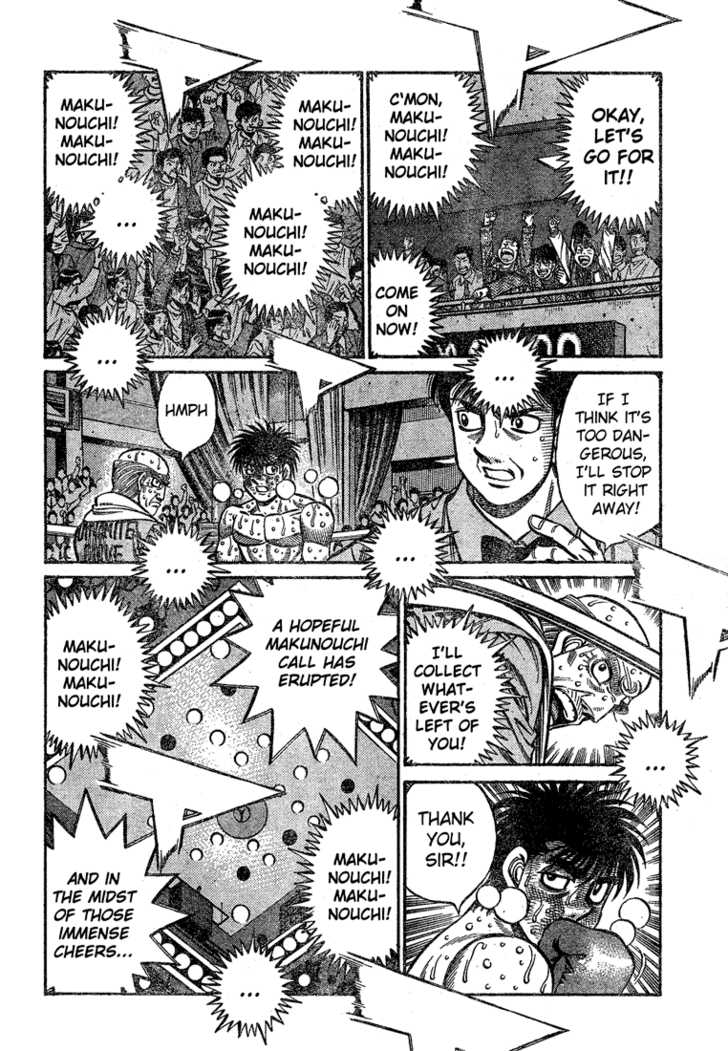 OKAY,
LET'S
GO FOR
IT!!
C'MON,
MAKU-
NOUCHI!
MAKU-
NOUCHI!
COME
ON
NOW!
MAKU-
NOUCHI!
MAKU-
NOUCHI!
MAKU-
NOUCHI!
MAKU-
NOUCHI!
MAKU-
NOUCHI!
MAKU-
NOUCHI!
...
IF I
THINK IT'S
TOO DAN-
GEROUS,
I'LL STOP
IT RIGHT
AWAY!
...
HMPH
...
...
I'LL
COLLECT
WHAT-
EVER'S
LEFT OF
YOU!
...
THANK
YOU,
SIR!!
...
A HOPEFUL
MAKUNOUCHI
CALL HAS
ERUPTED!
MAKU-
NOUCHI!
MAKU-
NOUCHI!
MAKU-
NOUCHI!
MAKU-
NOUCHI!
AND IN
THE MIDST
OF THOSE
IMMENSE
CHEERS...
...